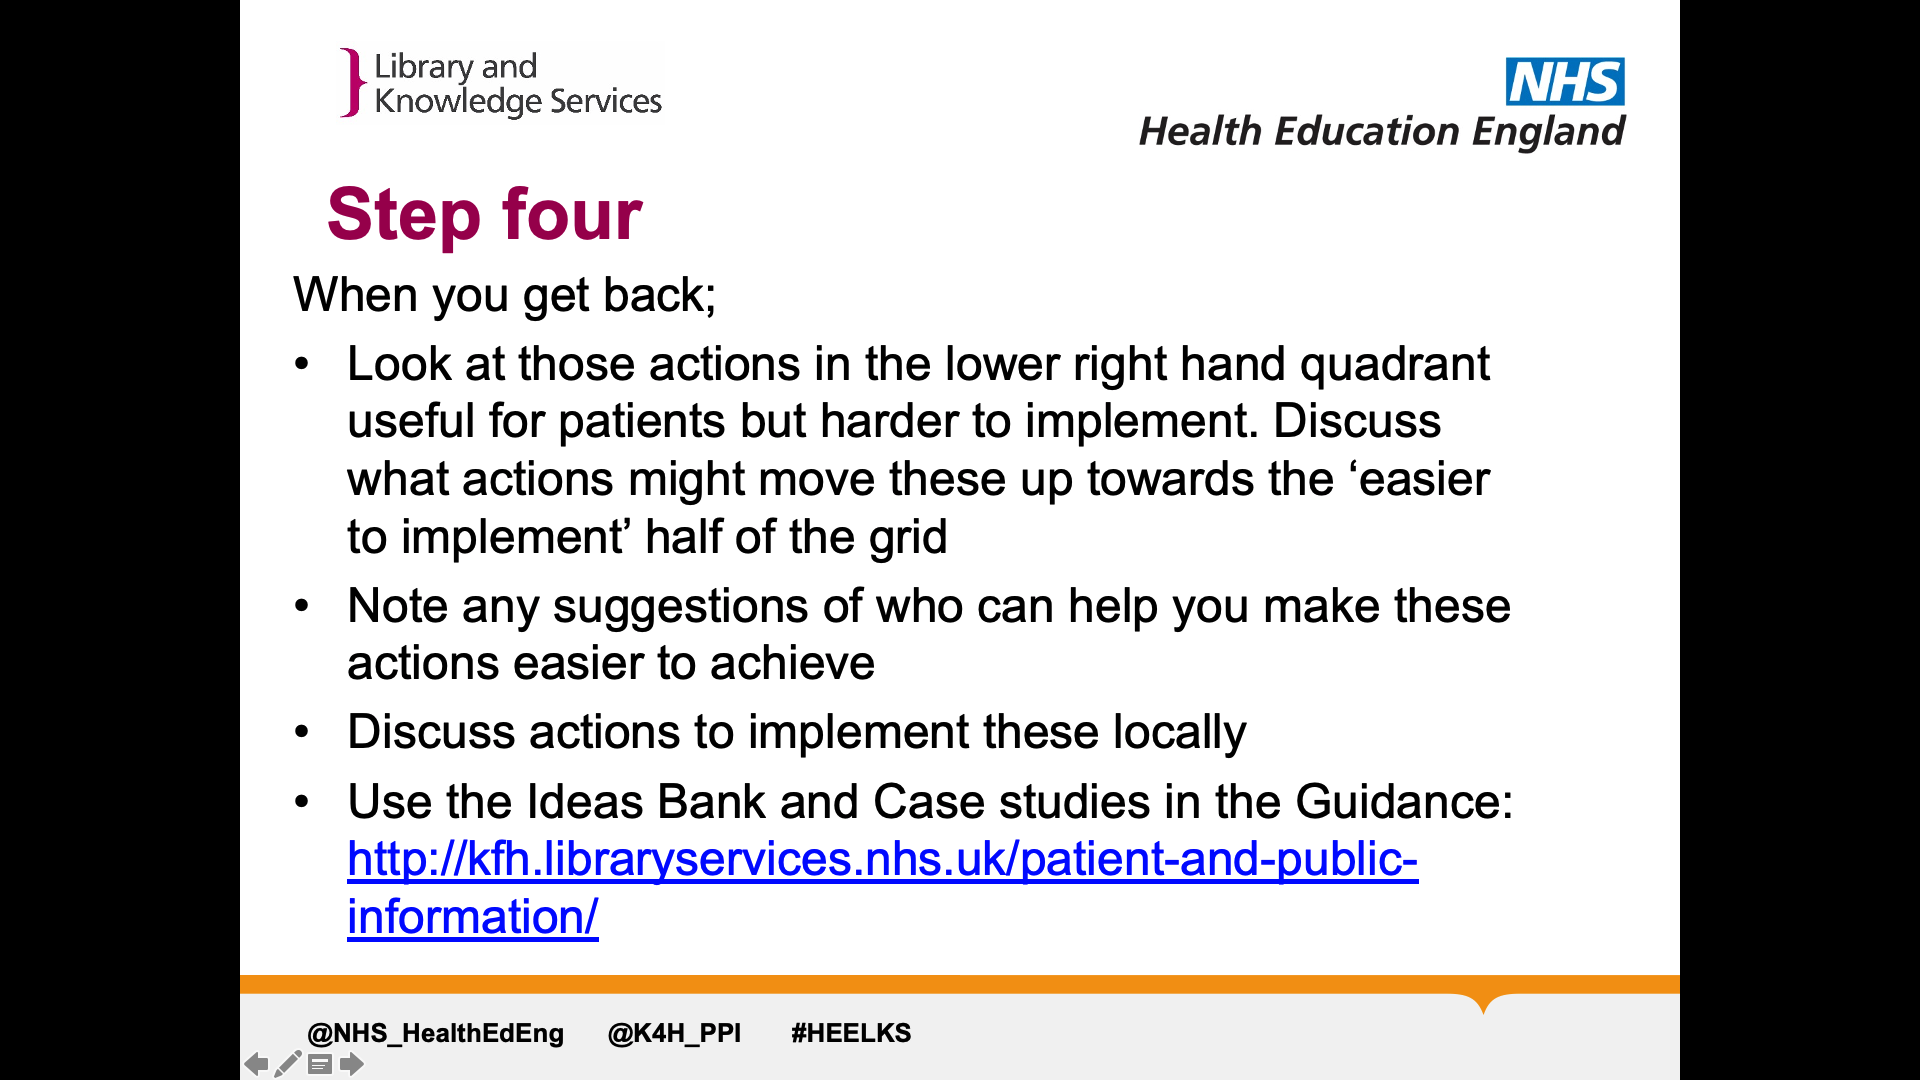 Library and
Knowledge Services
NHS
Health Education England
Step four
When you get back;
• Look at those actions in the lower right hand quadrant
useful for patients but harder to implement. Discuss
what actions might move these up towards the ‘easier
to implement’ half of the grid
• Note any suggestions of who can help you make these
actions easier to achieve
• Discuss actions to implement these locally
• Use the Ideas Bank and Case studies in the Guidance:
http://kfh.libraryservices.nhs.uk/patient-and-public-
information/
@NHS_HealthEdEng @K4H_PPI #HEELKS